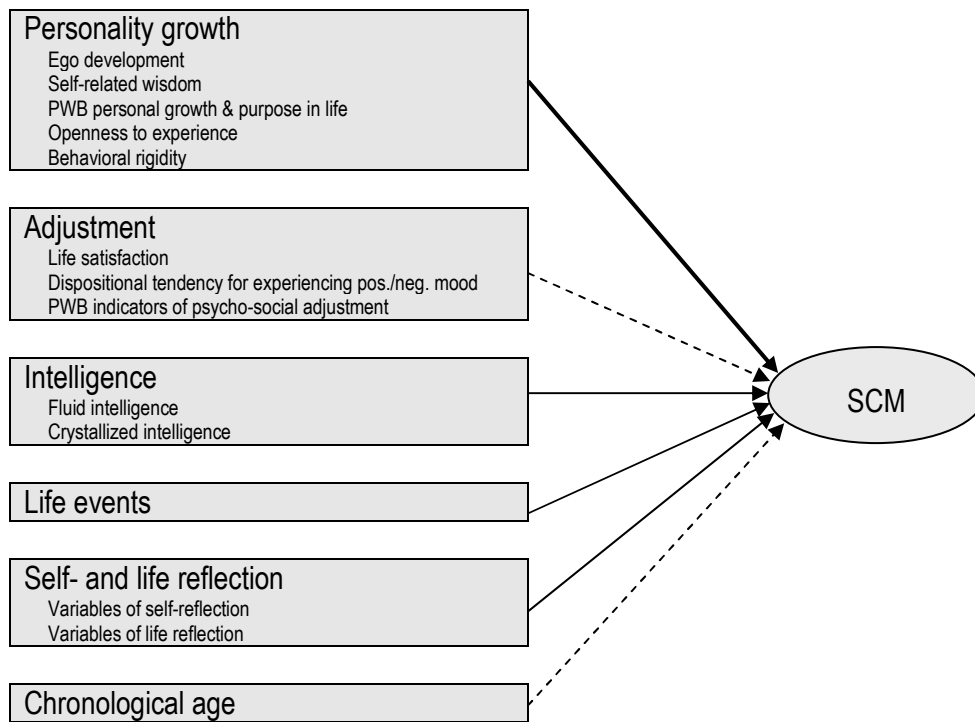 Personality growth
Ego development
Self-related wisdom
PWB personal growth & purpose in life
Openness to experience
Behavioral rigidity
Adjustment
Life satisfaction
Dispositional tendency for experiencing pos./neg. mood
PWB indicators of psycho-social adjustment
Intelligence
Fluid intelligence
Crystallized intelligence
SCM
Life events
Self- and life reflection
Variables of self-reflection
Variables of life reflection
Chronological age